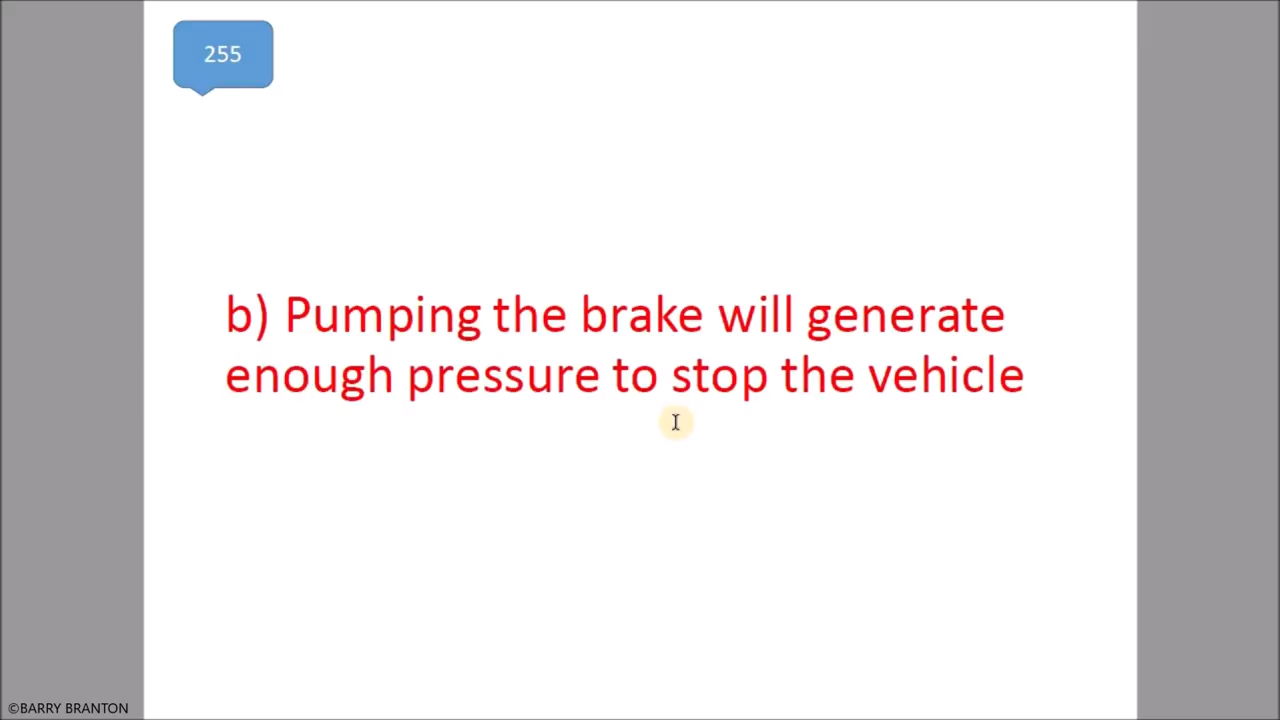 255
b) Pumping the brake will generate
enough pressure to stop the vehicle
©BARRY BRANTON